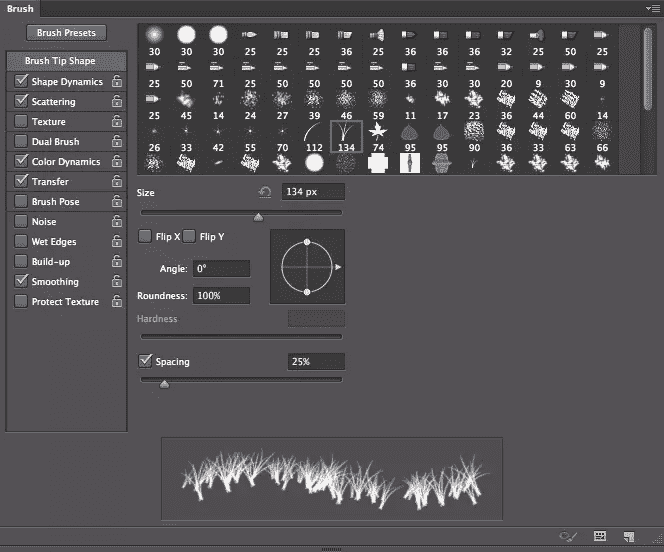 Brush
Brush Presets
Brush Tip Shape
Shape Dynamics
Scattering
Texture
Dual Brush
Color Dynamics
Transfer
Brush Pose
Noise
Wet Edges
Build-up
Smoothing
Protect Texture
30 30 30 25 25 25 36 25 36 36 36 32 25 50 25
25 50 71 25 50 50 50 50 36 30 30 20 9 30 9
25 45 14 24 27 39 46 59 11 17 23 36 44 60 14
26 33 42 55 70 112 134 74 95 95 90 36 33 63 66
Size
134 px
Flip X Flip Y
Angle: 0°
Roundness: 100%
Hardness
Spacing 25%